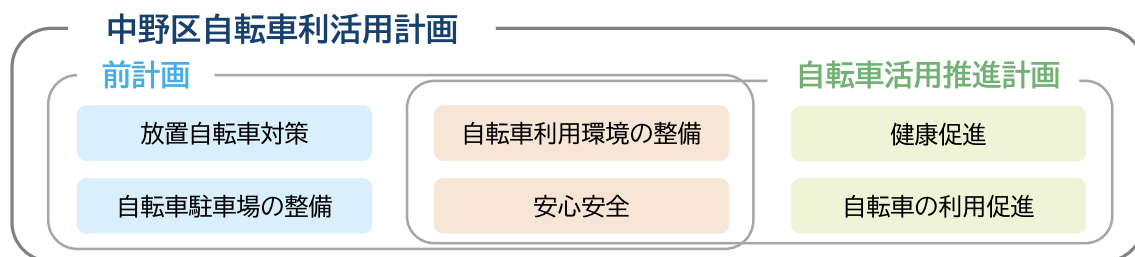 中野区自転車利活用計画
前計画
自転車活用推進計画
放置自転車対策
自転車利用環境の整備
健康促進
自転車駐車場の整備
安心安全
自転車の利用促進